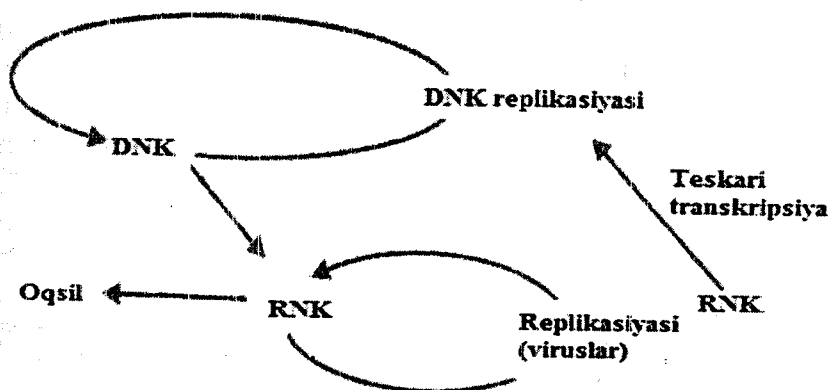 DNK replikasiyasi
DNK
Teskari
transkripsiya
Oqsil
RNK
RNK
Replikasiyasi
(viruslar)